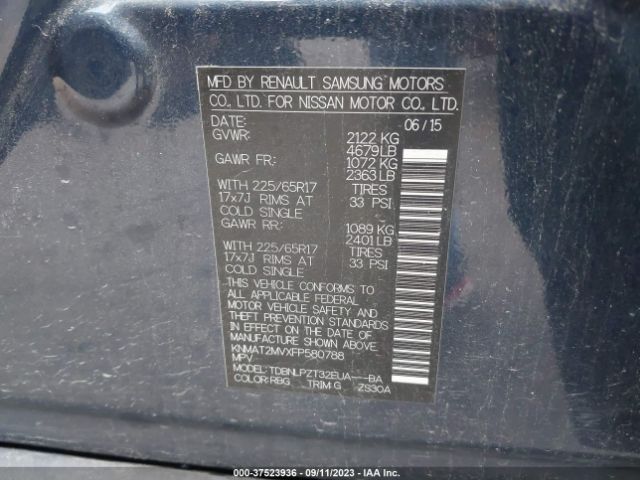 MFD BY RENAULT SAMSUNG MOTORS
CO., LTD. FOR NISSAN MOTOR CO., LTD.
DATE: 06/15
GVWR: 2122 KG
4679 LB
GAWR FR: 1072 KG
2363 LB
WITH 225/65R17 TIRES
17x7J RIMS AT 33 PSI
COLD SINGLE
GAWR RR: 1089 KG
2401 LB
WITH 225/65R17 TIRES
17x7J RIMS AT 33 PSI
COLD SINGLE
THIS VEHICLE CONFORMS TO
ALL APPLICABLE FEDERAL
MOTOR VEHICLE SAFETY AND
THEFT PREVENTION STANDARDS
IN EFFECT ON THE DATE OF
MANUFACTURE SHOWN ABOVE
KNMAT2MVXFP580788
MPV
MODEL: TDBNLPZT32EUA---BA
COLOR: RBG TRIM: G ZS30A
000-37523936 - 09/11/2023 - IAA Inc.